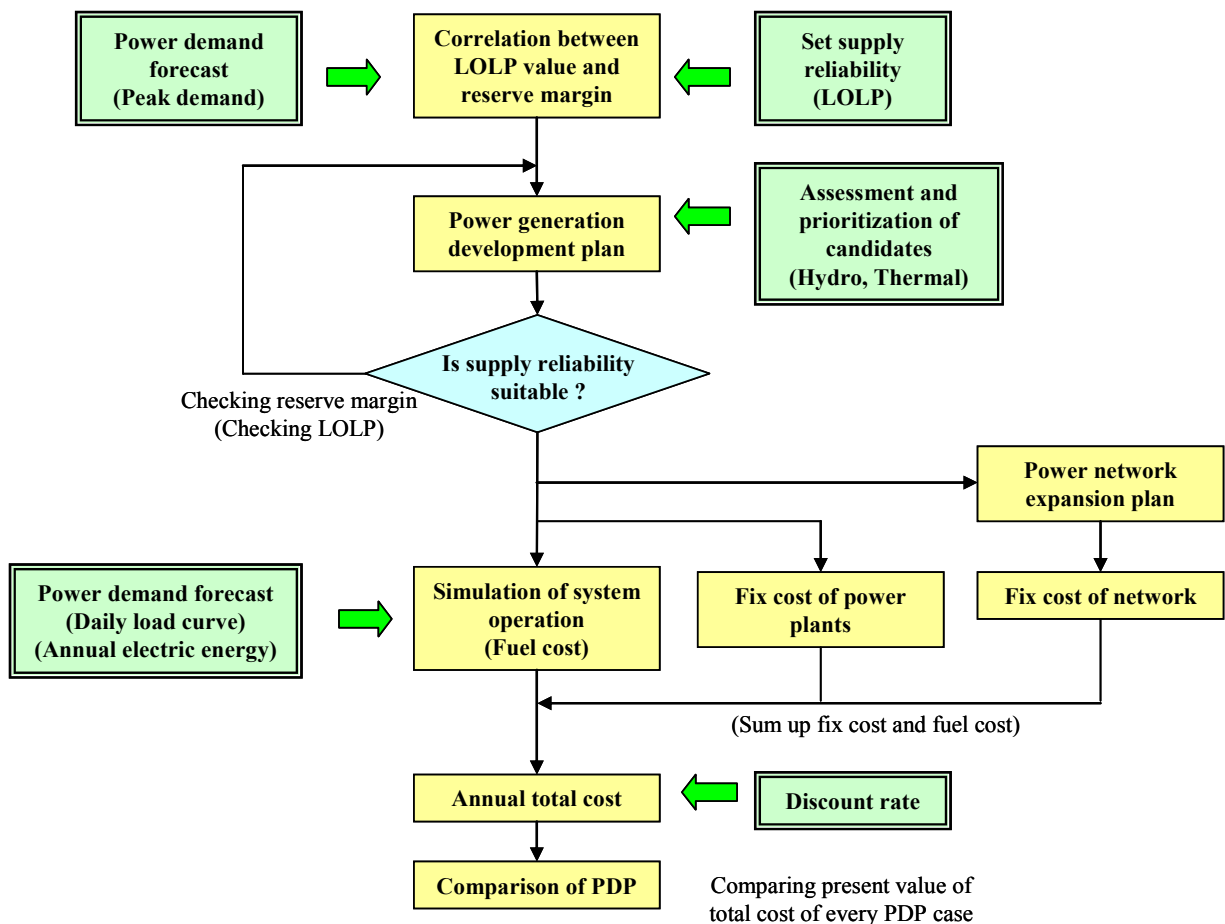 Power demand
forecast
(Peak demand)
Correlation between
LOLP value and
reserve margin
Set supply
reliability
(LOLP)
Power generation
development plan
Assessment and
prioritization of
candidates
(Hydro, Thermal)
Is supply reliability
suitable ?
Checking reserve margin
(Checking LOLP)
Power network
expansion plan
Power demand forecast
(Daily load curve)
(Annual electric energy)
Simulation of system
operation
(Fuel cost)
Fix cost of power
plants
Fix cost of network
(Sum up fix cost and fuel cost)
Annual total cost
Discount rate
Comparison of PDP
Comparing present value of
total cost of every PDP case